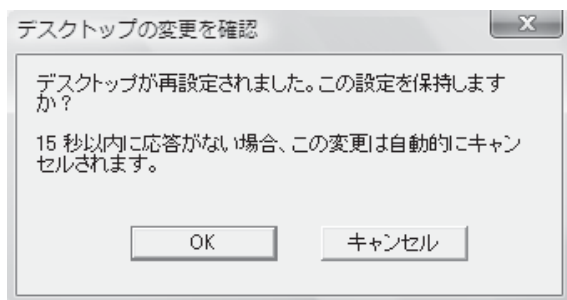 デスクトップの変更を確認
デスクトップが再設定されました。この設定を保持します
か？
15 秒以内に応答がない場合、この変更は自動的にキャン
セルされます。
OK
キャンセル